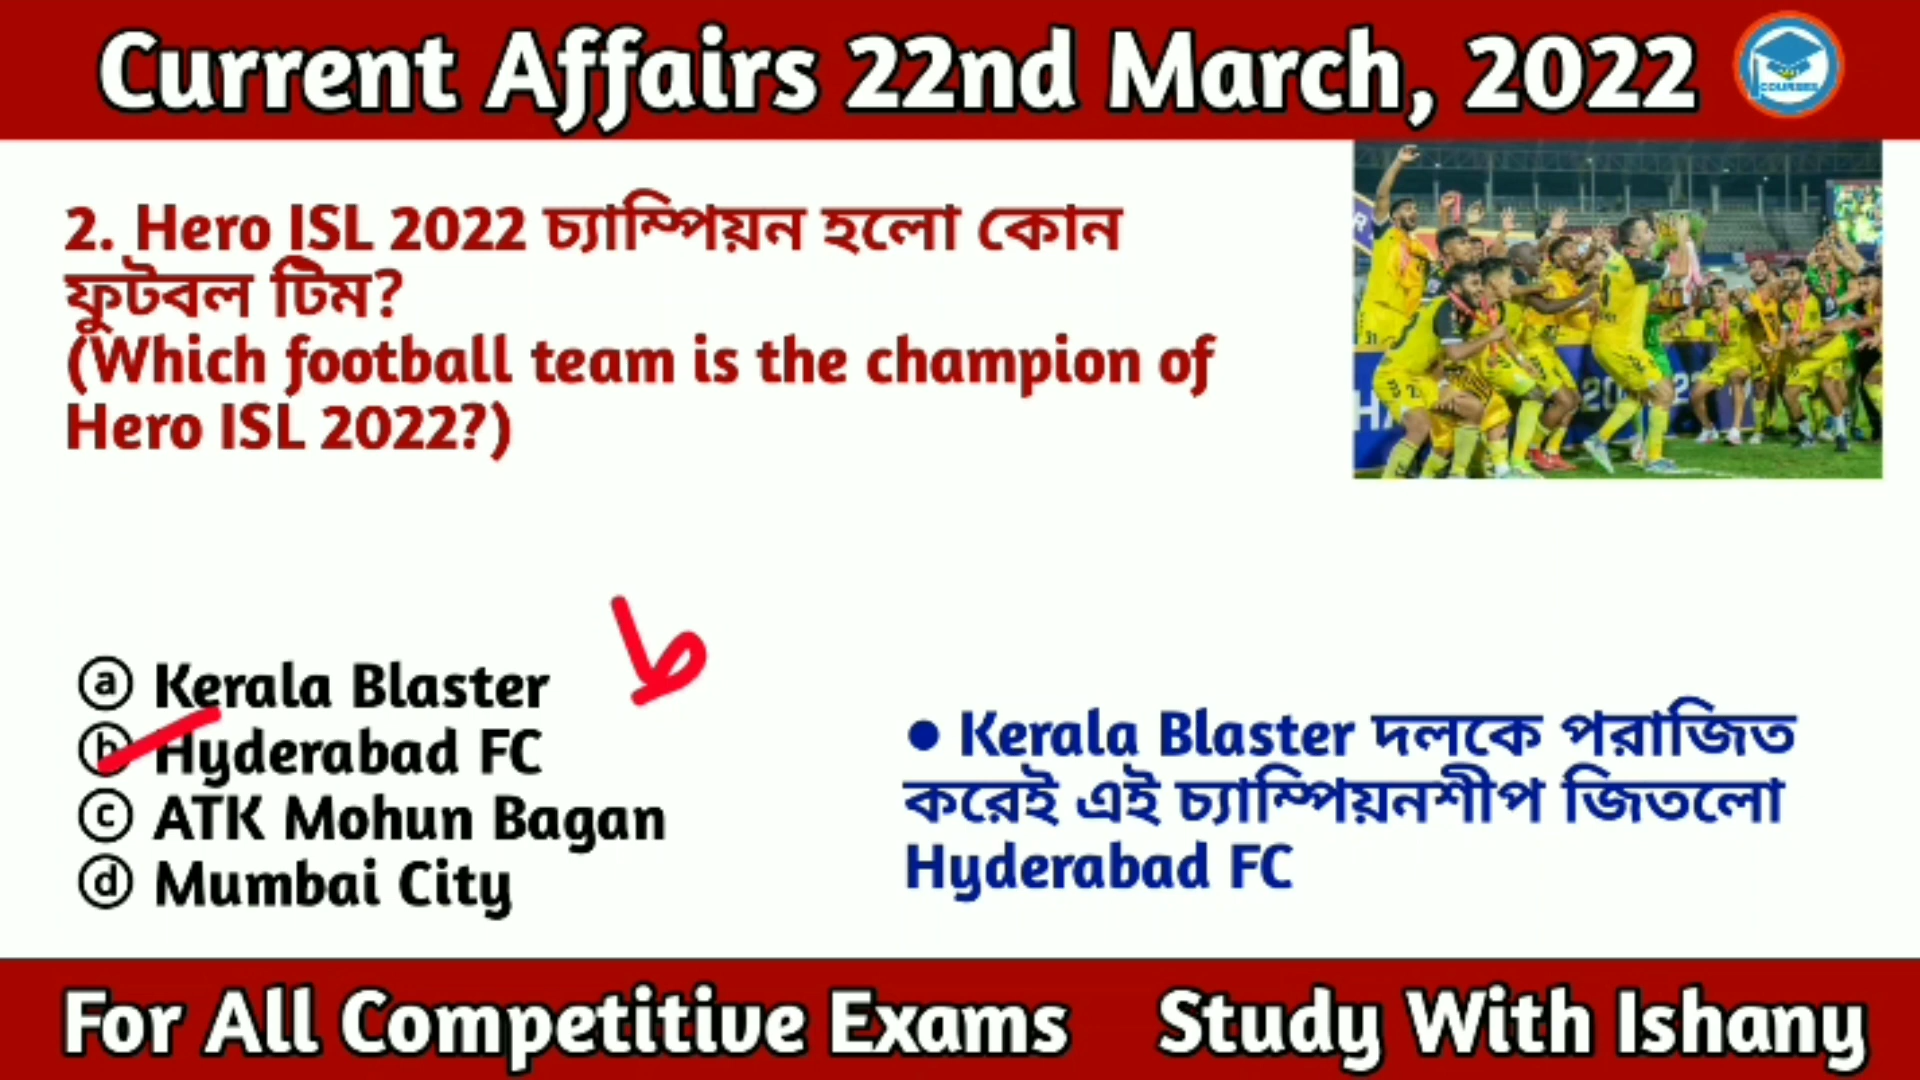 Current Affairs 22nd March, 2022
COURSES
2. Hero ISL 2022 চ্যাম্পিয়ন হলো কোন
ফুটবল টিম?
(Which football team is the champion of
Hero ISL 2022?)
b
ⓐ Kerala Blaster
ⓑ Hyderabad FC
ⓒ ATK Mohun Bagan
ⓓ Mumbai City
● Kerala Blaster দলকে পরাজিত
করেই এই চ্যাম্পিয়নশীপ জিতলো
Hyderabad FC
For All Competitive Exams Study With Ishany